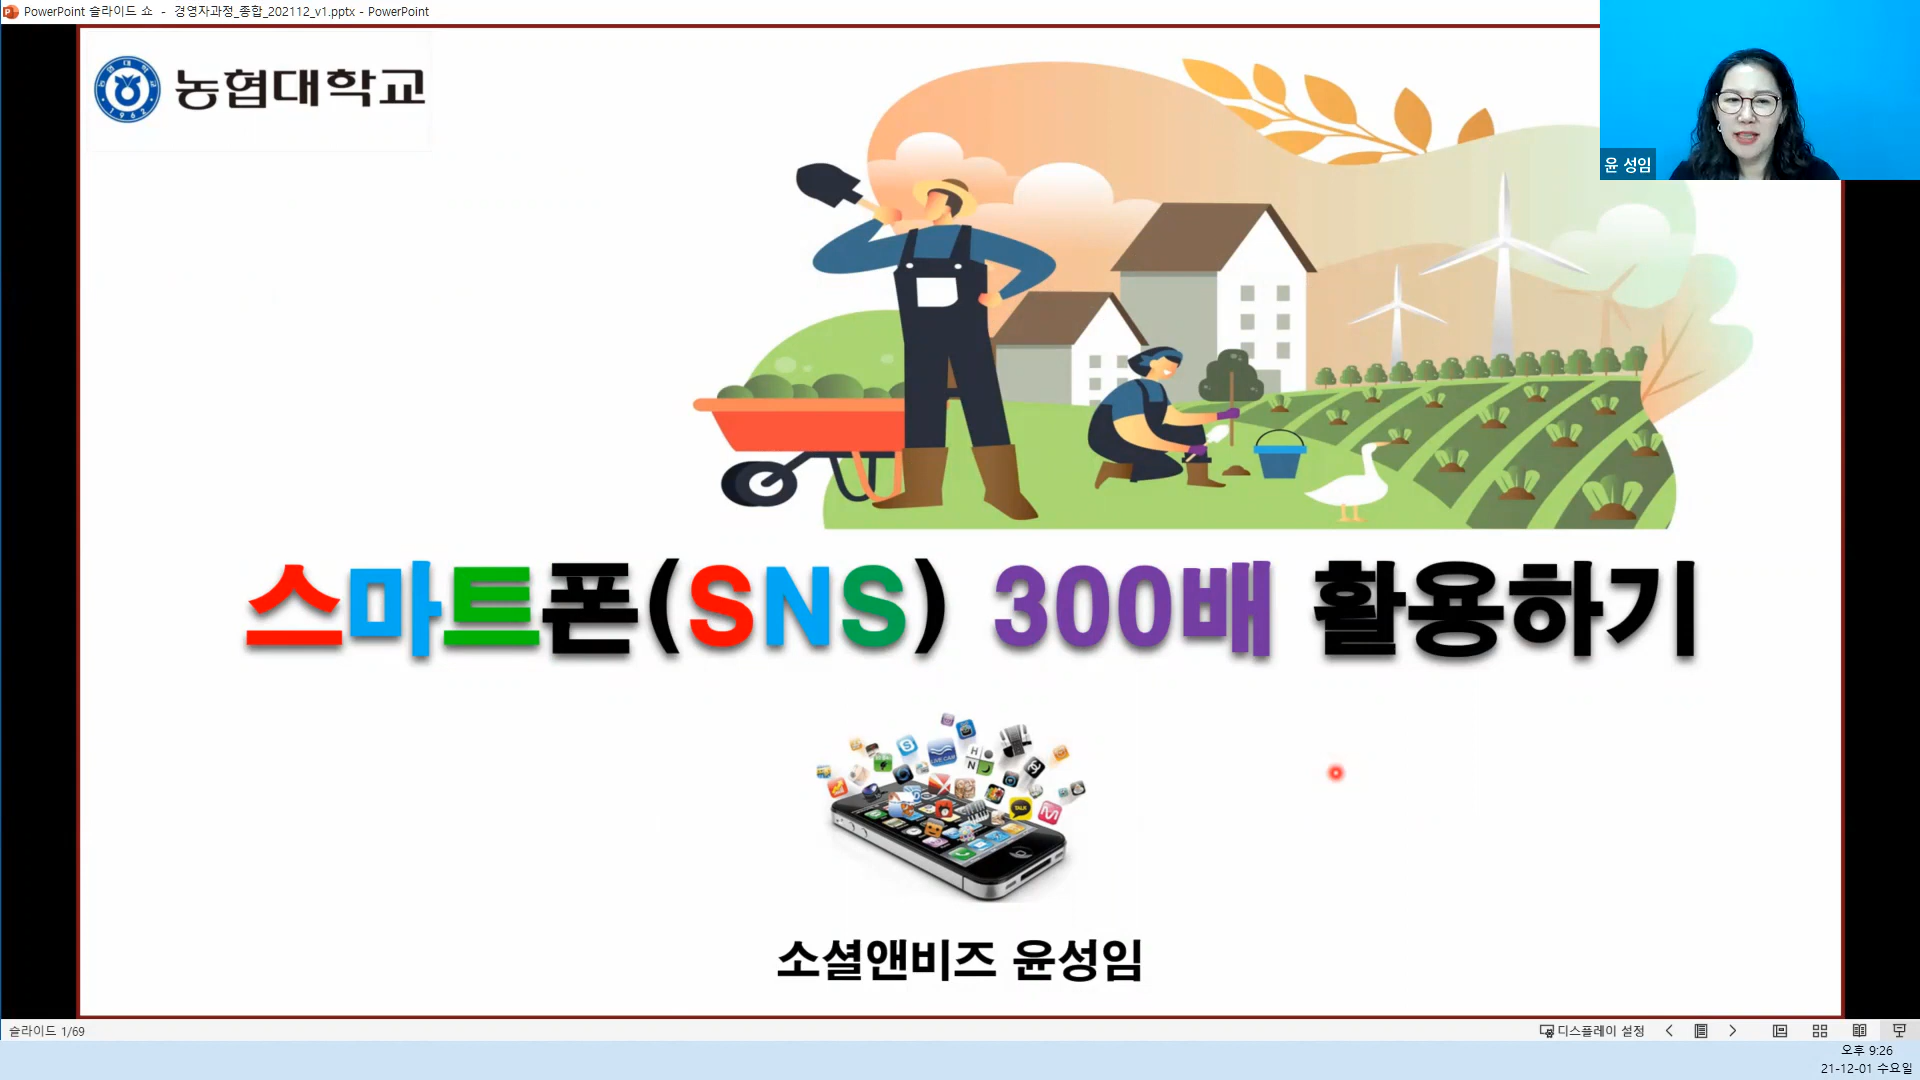 PowerPoint 슬라이드 쇼 - 경영자과정_종합_202112_v1.pptx - PowerPoint
농협대학교
윤 성임
스마트폰(SNS) 300배 활용하기
소셜앤비즈 윤성임
슬라이드 1/69
디스플레이 설정
오후 9:26
21-12-01 수요일